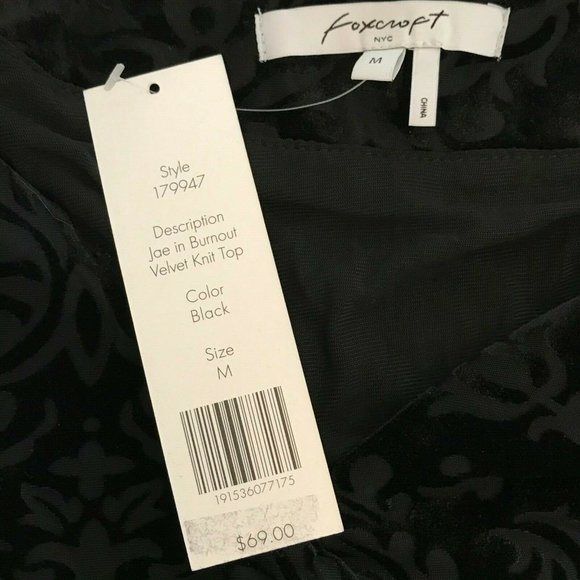 foxcroft
NYC
M
CHINA
Style
179947
Description
Jae in Burnout
Velvet Knit Top
Color
Black
Size
M
191536077175
$69.00